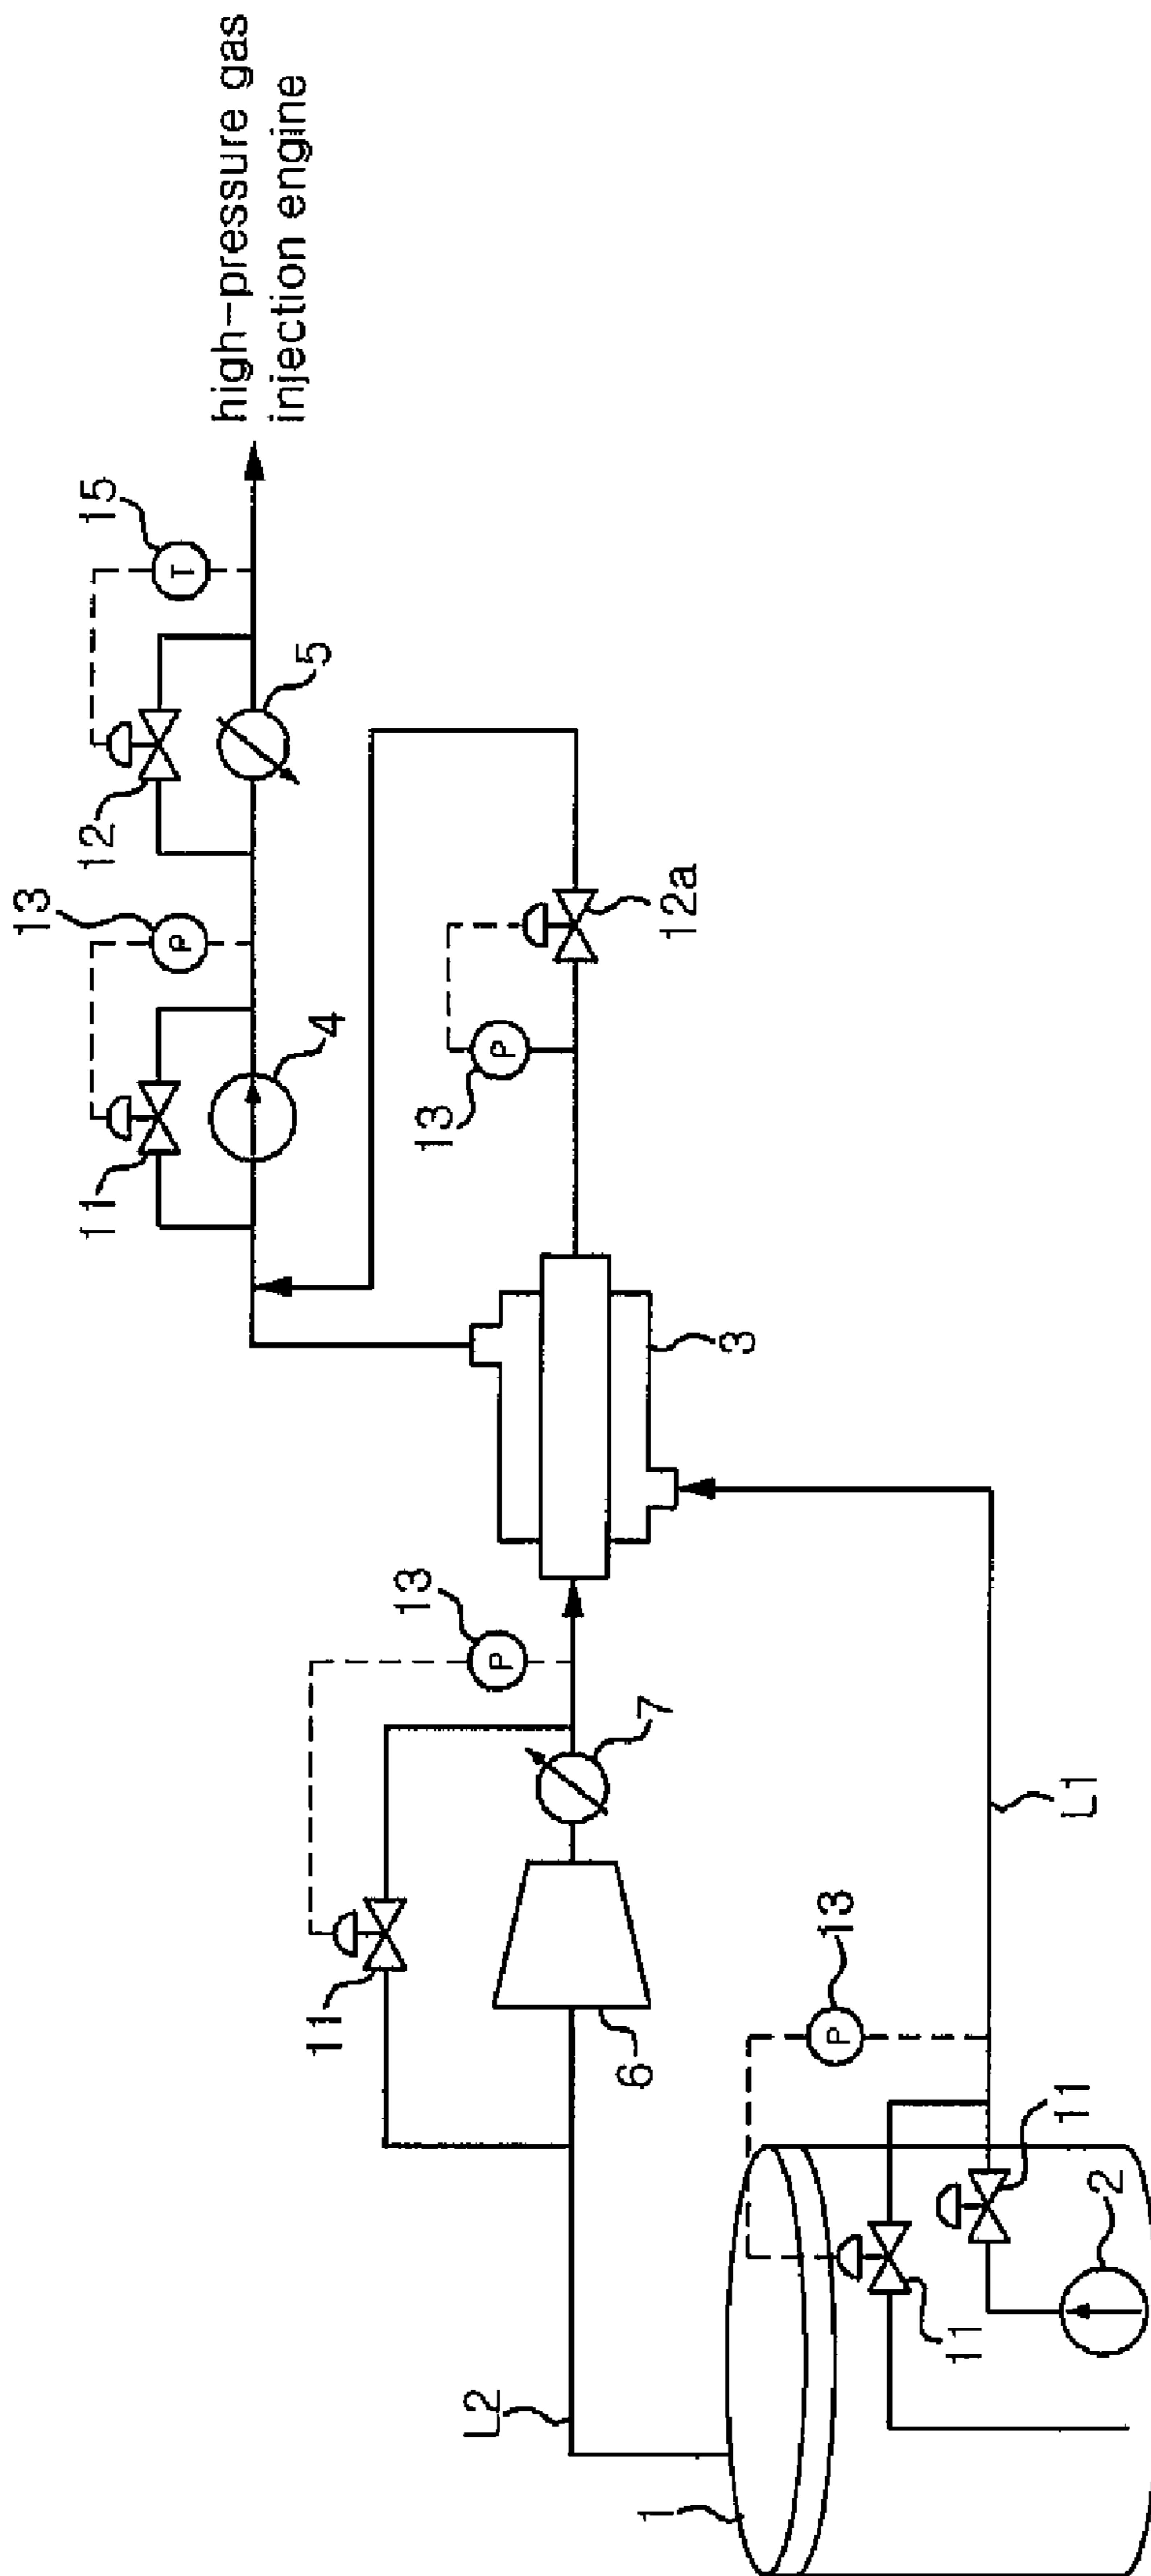 high-pressure gas
injection engine
15
5
12
13
4
11
12a
13
3
13
7
11
6
L1
13
11
2
11
L2
1
P
T
P
P
P